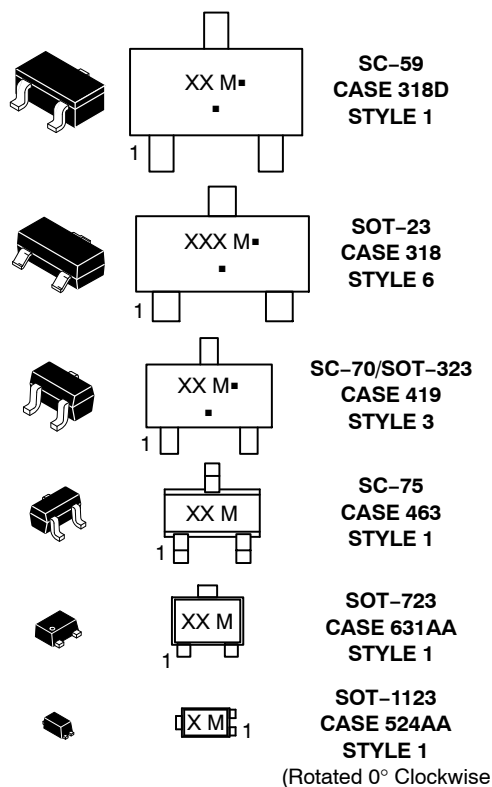 XX M▪
▪
1
SC−59
CASE 318D
STYLE 1
XXX M▪
▪
1
SOT−23
CASE 318
STYLE 6
XX M▪
▪
1
SC−70/SOT−323
CASE 419
STYLE 3
XX M
1
SC−75
CASE 463
STYLE 1
XX M
1
SOT−723
CASE 631AA
STYLE 1
X M
1
SOT−1123
CASE 524AA
STYLE 1
(Rotated 0° Clockwise